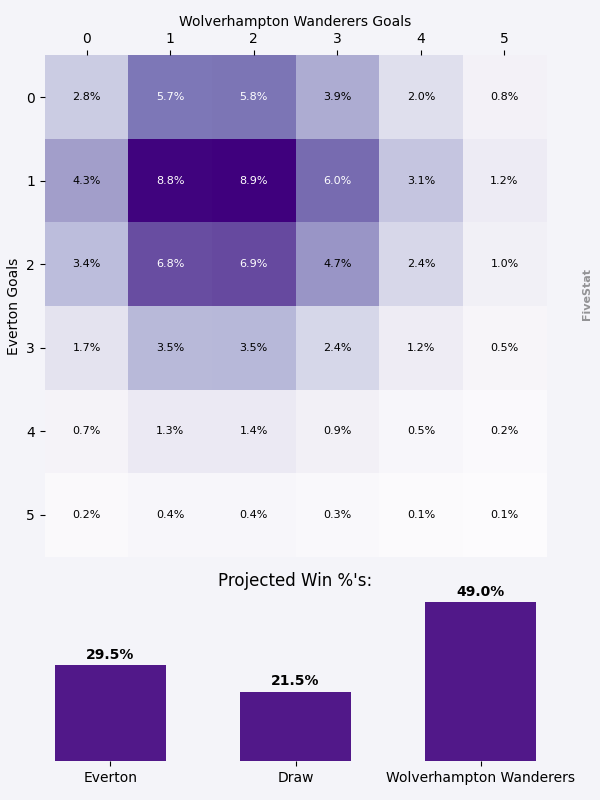 Wolverhampton Wanderers Goals
0 1 2 3 4 5
0 2.8% 5.7% 5.8% 3.9% 2.0% 0.8%
1 4.3% 8.8% 8.9% 6.0% 3.1% 1.2%
2 3.4% 6.8% 6.9% 4.7% 2.4% 1.0%
3 1.7% 3.5% 3.5% 2.4% 1.2% 0.5%
4 0.7% 1.3% 1.4% 0.9% 0.5% 0.2%
5 0.2% 0.4% 0.4% 0.3% 0.1% 0.1%
Everton Goals
FiveStat
Projected Win %'s:
29.5% 21.5% 49.0%
Everton Draw Wolverhampton Wanderers